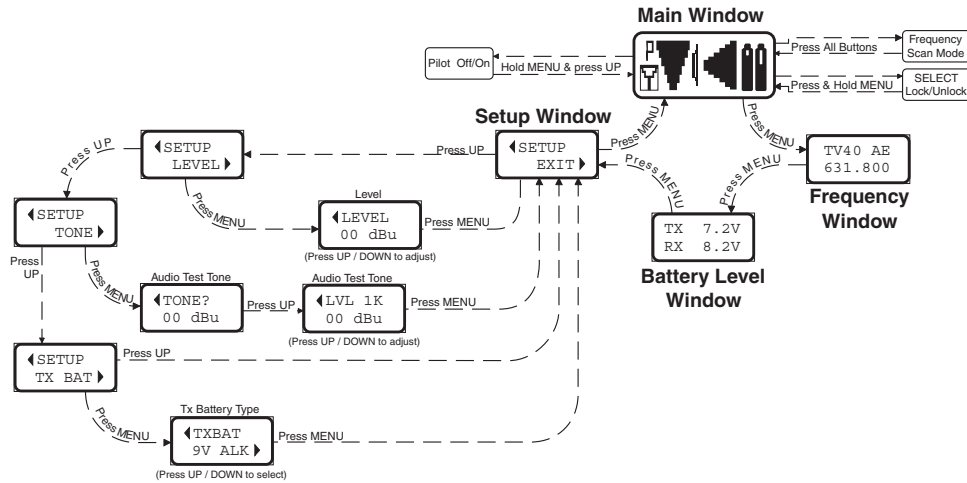 Main Window
Pilot Off/On
Hold MENU & press UP
Press All Buttons
Frequency
Scan Mode
P
Press & Hold MENU
SELECT
Lock/Unlock
Setup Window
Press MENU
Press MENU
SETUP
EXIT
Press UP
SETUP
LEVEL
Press UP
Press MENU
TV40 AE
631.800
Frequency
Window
Press MENU
TX 7.2V
RX 8.2V
Battery Level
Window
Press MENU
Level
LEVEL
00 dBu
(Press UP / DOWN to adjust)
Press MENU
SETUP
TONE
Press
UP
Press MENU
Audio Test Tone
TONE?
00 dBu
Press UP
Audio Test Tone
LVL 1K
00 dBu
(Press UP / DOWN to adjust)
Press MENU
SETUP
TX BAT
Press UP
Press MENU
Tx Battery Type
TXBAT
9V ALK
(Press UP / DOWN to select)
Press MENU